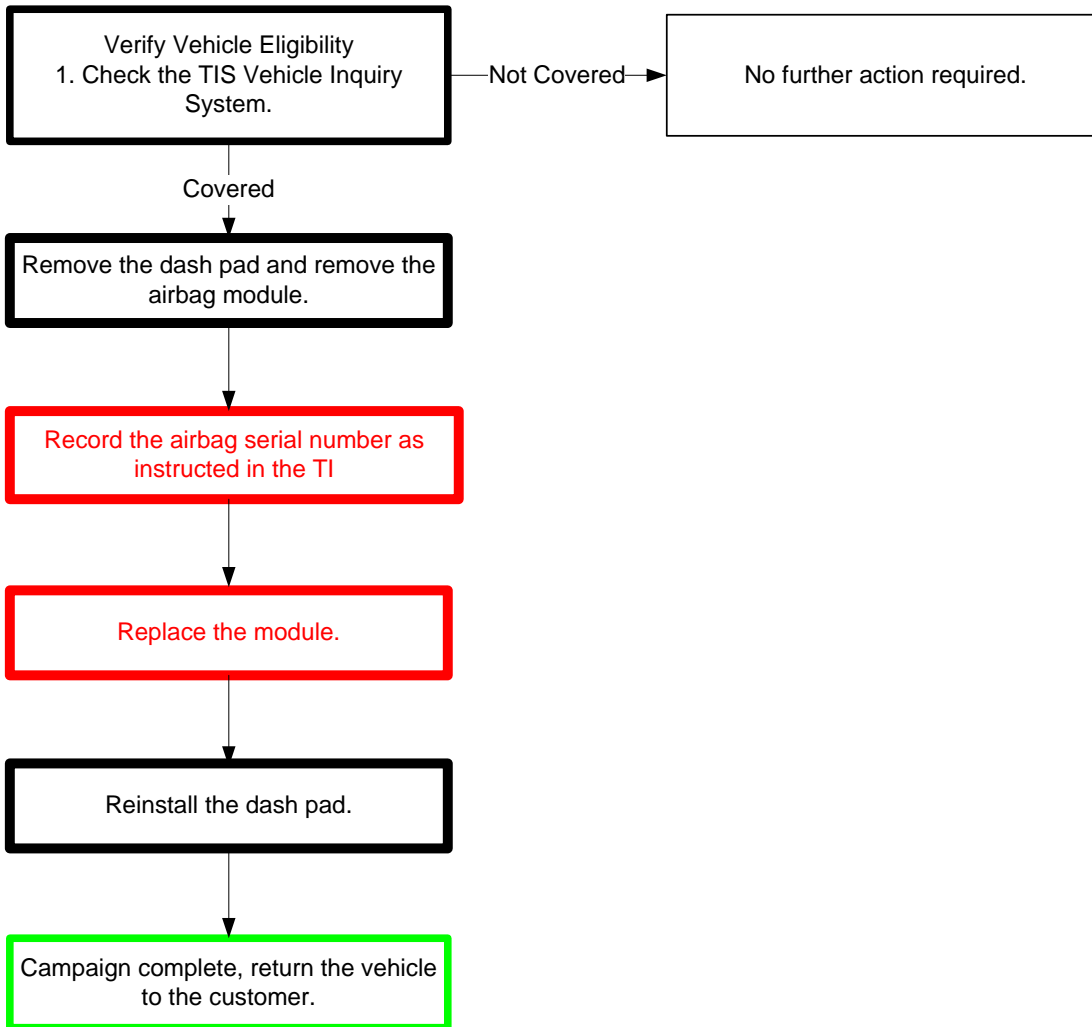 Verify Vehicle Eligibility
1. Check the TIS Vehicle Inquiry
System.
Not Covered
No further action required.
Covered
Remove the dash pad and remove the
airbag module.
Record the airbag serial number as
instructed in the TI
Replace the module.
Reinstall the dash pad.
Campaign complete, return the vehicle
to the customer.